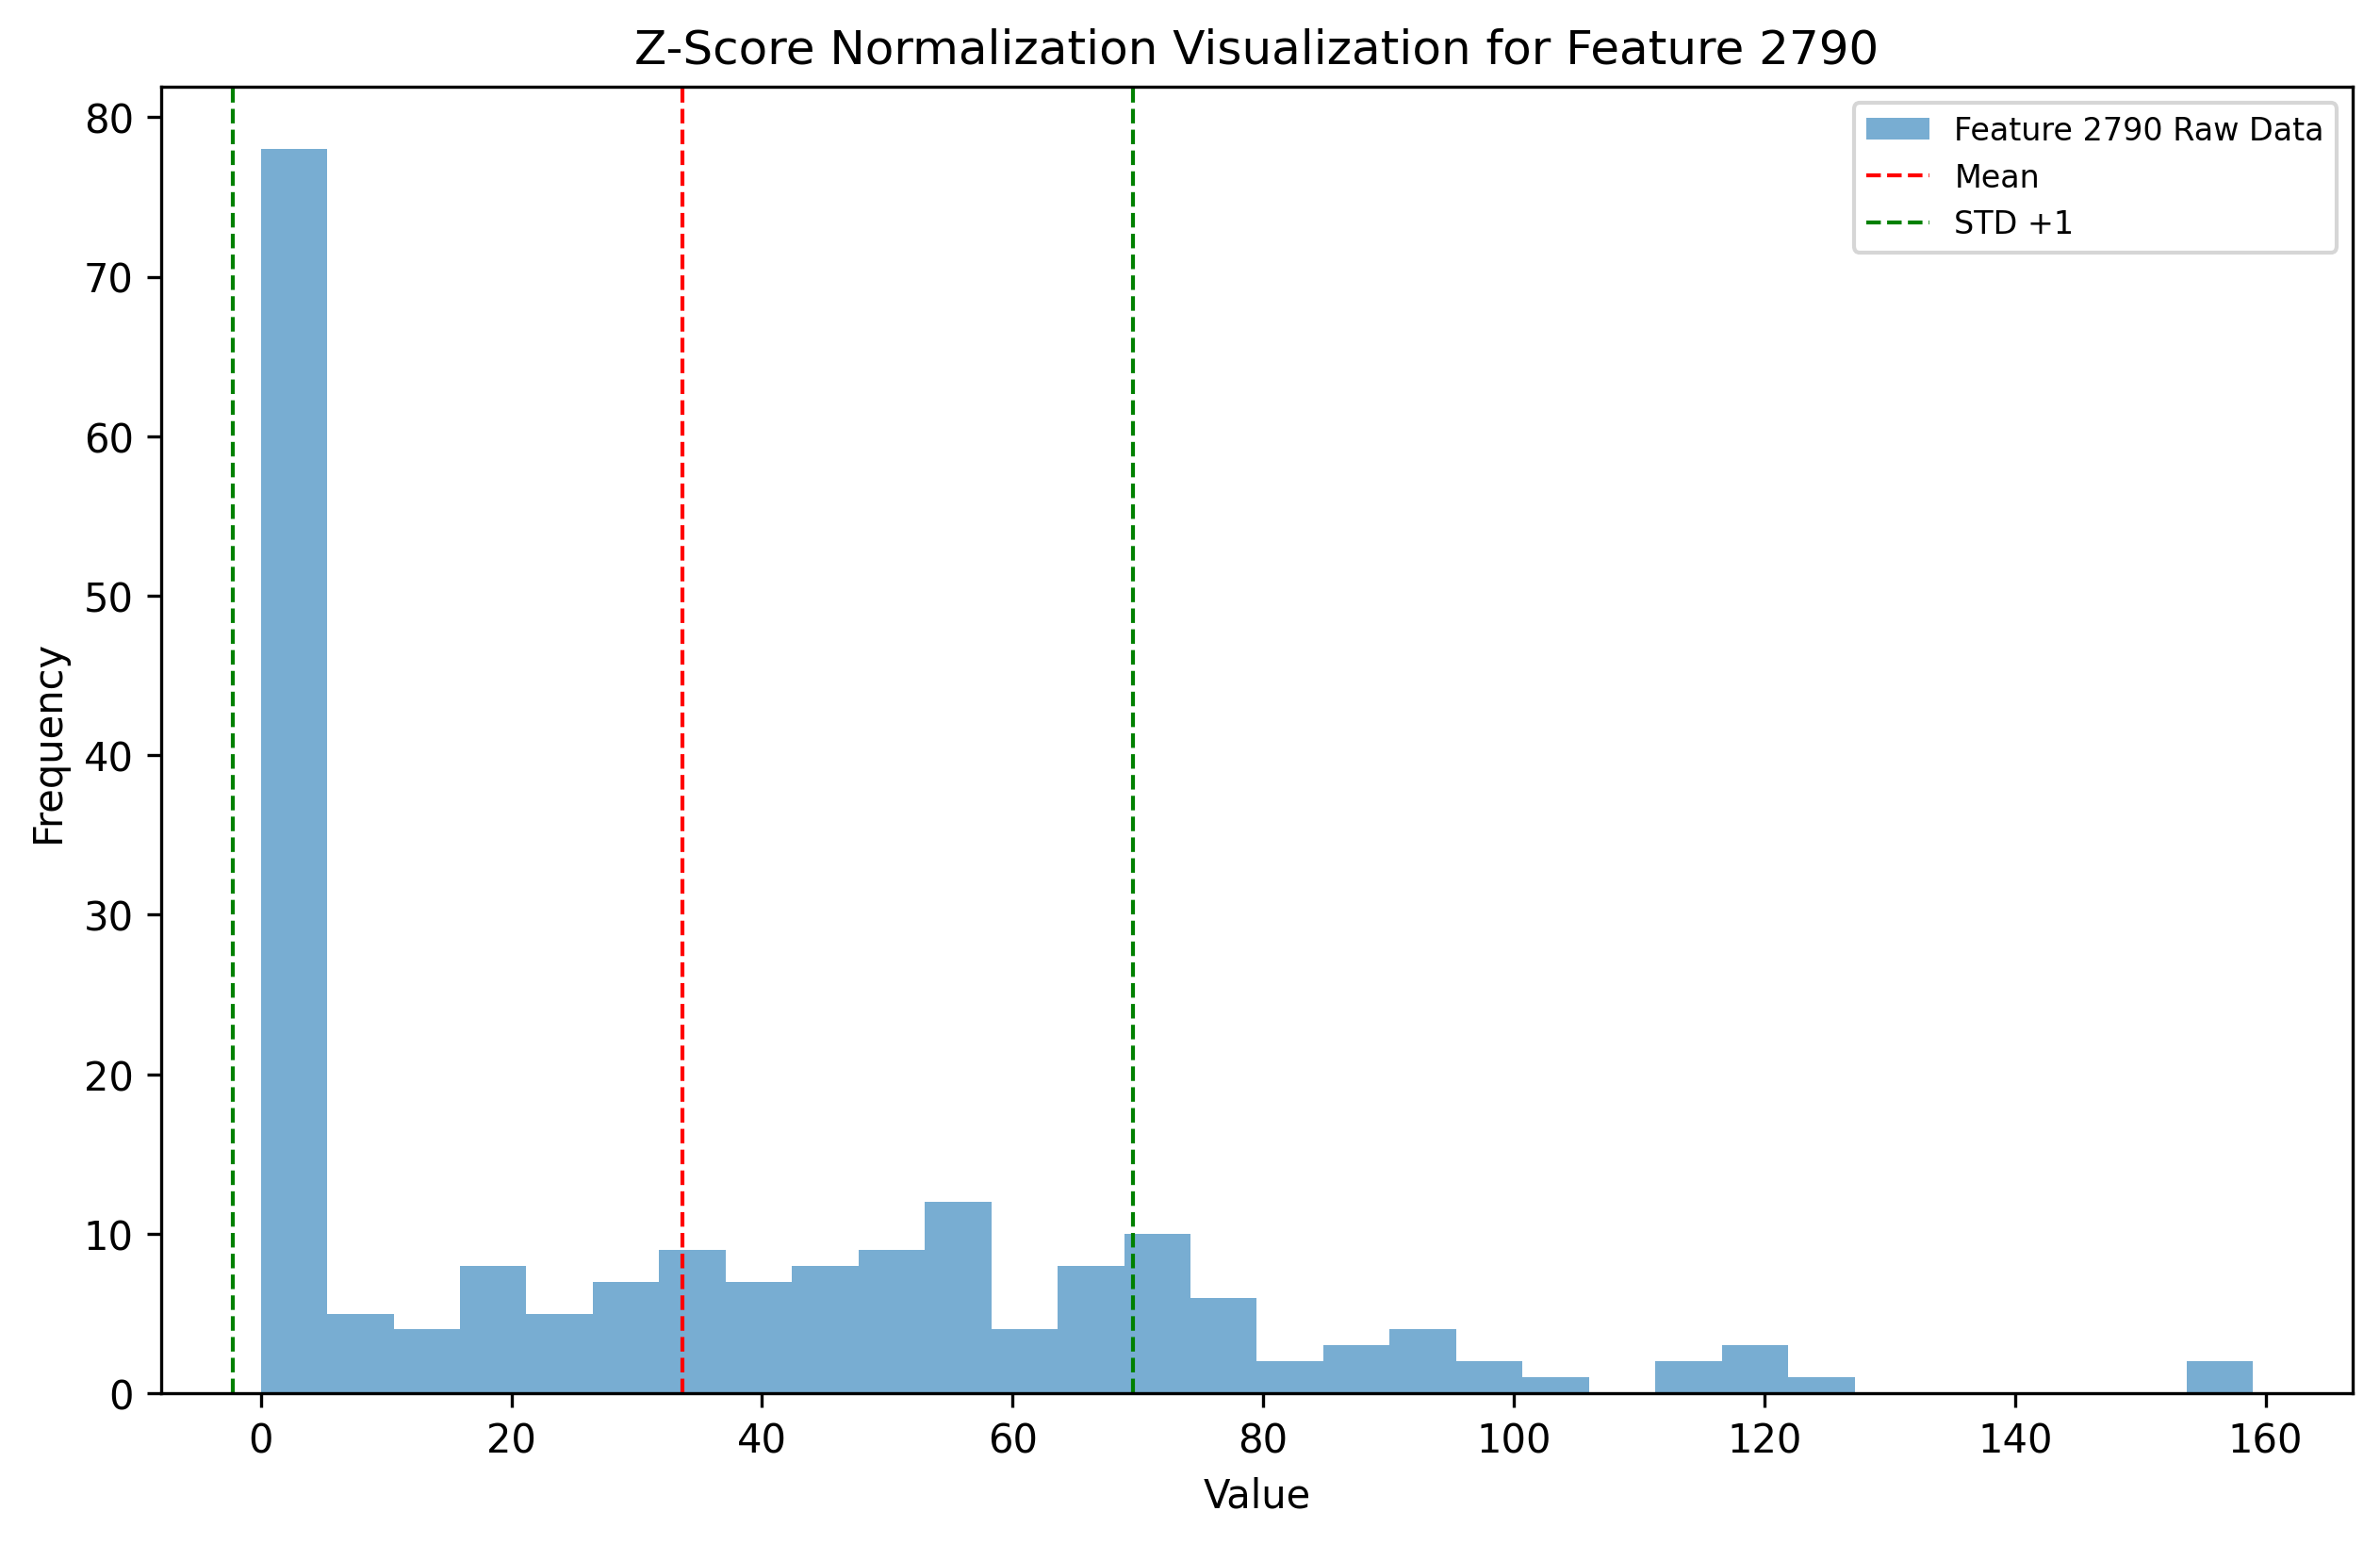 Z-Score Normalization Visualization for Feature 2790
Feature 2790 Raw Data
Mean
STD +1
80
70
60
50
40
30
20
10
0
Frequency
0 20 40 60 80 100 120 140 160
Value